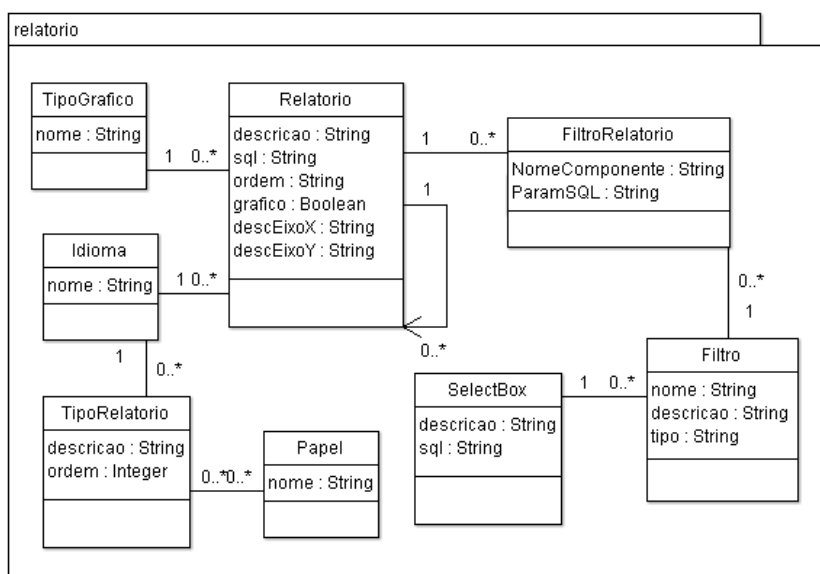 relatorio
TipoGrafico
nome : String
Relatorio
descricao : String
sql : String
ordem : String
grafico : Boolean
descEixoX : String
descEixoY : String
FiltroRelatorio
NomeComponente : String
ParamSQL : String
1 0..*
1 0..*
1
0..*
Idioma
nome : String
1 0..*
0..*
1
1
0..*
TipoRelatorio
descricao : String
ordem : Integer
0..* 0..*
Papel
nome : String
SelectBox
descricao : String
sql : String
1 0..*
Filtro
nome : String
descricao : String
tipo : String